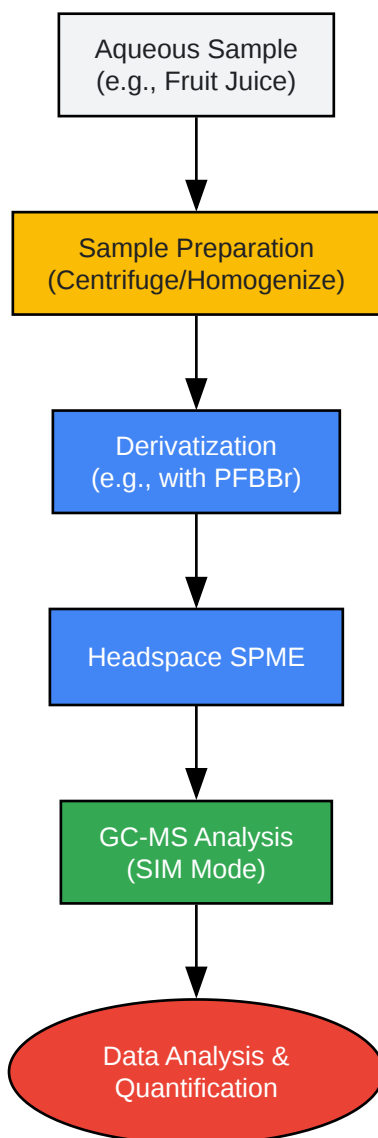 Aqueous Sample
(e.g., Fruit Juice)
Sample Preparation
(Centrifuge/Homogenize)
Derivatization
(e.g., with PFBBr)
Headspace SPME
GC-MS Analysis
(SIM Mode)
Data Analysis &
Quantification